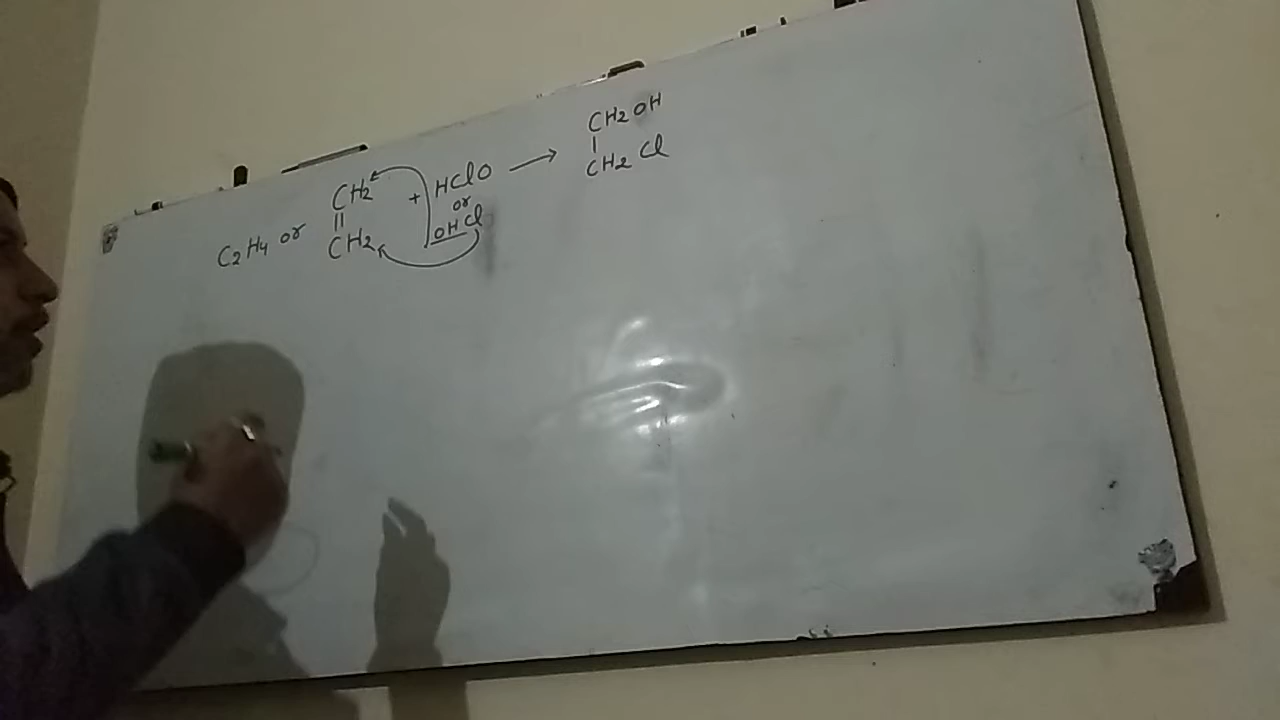 CH2OH
|
CH2 Cl
C2H4 or CH2 + HClO →
|| or
CH2 OHCl